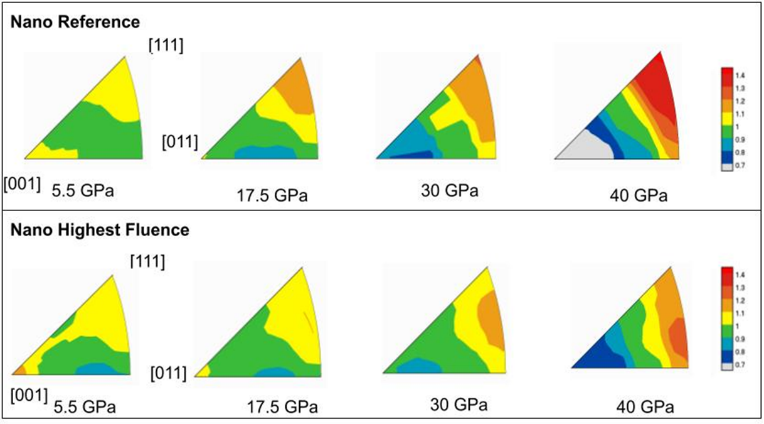 Nano Reference
[111]
[011]
[001]
5.5 GPa
17.5 GPa
30 GPa
40 GPa
1.4
1.3
1.2
1.1
1
0.9
0.8
0.7
Nano Highest Fluence
[111]
[011]
[001]
5.5 GPa
17.5 GPa
30 GPa
40 GPa
1.4
1.3
1.2
1.1
1
0.9
0.8
0.7